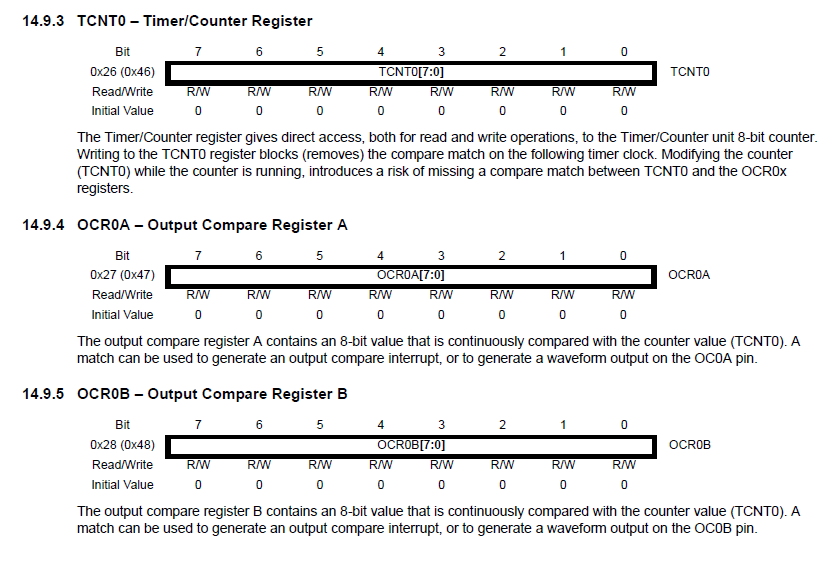 14.9.3 TCNT0 – Timer/Counter Register
Bit 7 6 5 4 3 2 1 0
0x26 (0x46) TCNT0[7:0] TCNT0
Read/Write R/W R/W R/W R/W R/W R/W R/W R/W
Initial Value 0 0 0 0 0 0 0 0
The Timer/Counter register gives direct access, both for read and write operations, to the Timer/Counter unit 8-bit counter.
Writing to the TCNT0 register blocks (removes) the compare match on the following timer clock. Modifying the counter
(TCNT0) while the counter is running, introduces a risk of missing a compare match between TCNT0 and the OCR0x
registers.
14.9.4 OCR0A – Output Compare Register A
Bit 7 6 5 4 3 2 1 0
0x27 (0x47) OCR0A[7:0] OCR0A
Read/Write R/W R/W R/W R/W R/W R/W R/W R/W
Initial Value 0 0 0 0 0 0 0 0
The output compare register A contains an 8-bit value that is continuously compared with the counter value (TCNT0). A
match can be used to generate an output compare interrupt, or to generate a waveform output on the OC0A pin.
14.9.5 OCR0B – Output Compare Register B
Bit 7 6 5 4 3 2 1 0
0x28 (0x48) OCR0B[7:0] OCR0B
Read/Write R/W R/W R/W R/W R/W R/W R/W R/W
Initial Value 0 0 0 0 0 0 0 0
The output compare register B contains an 8-bit value that is continuously compared with the counter value (TCNT0). A
match can be used to generate an output compare interrupt, or to generate a waveform output on the OC0B pin.